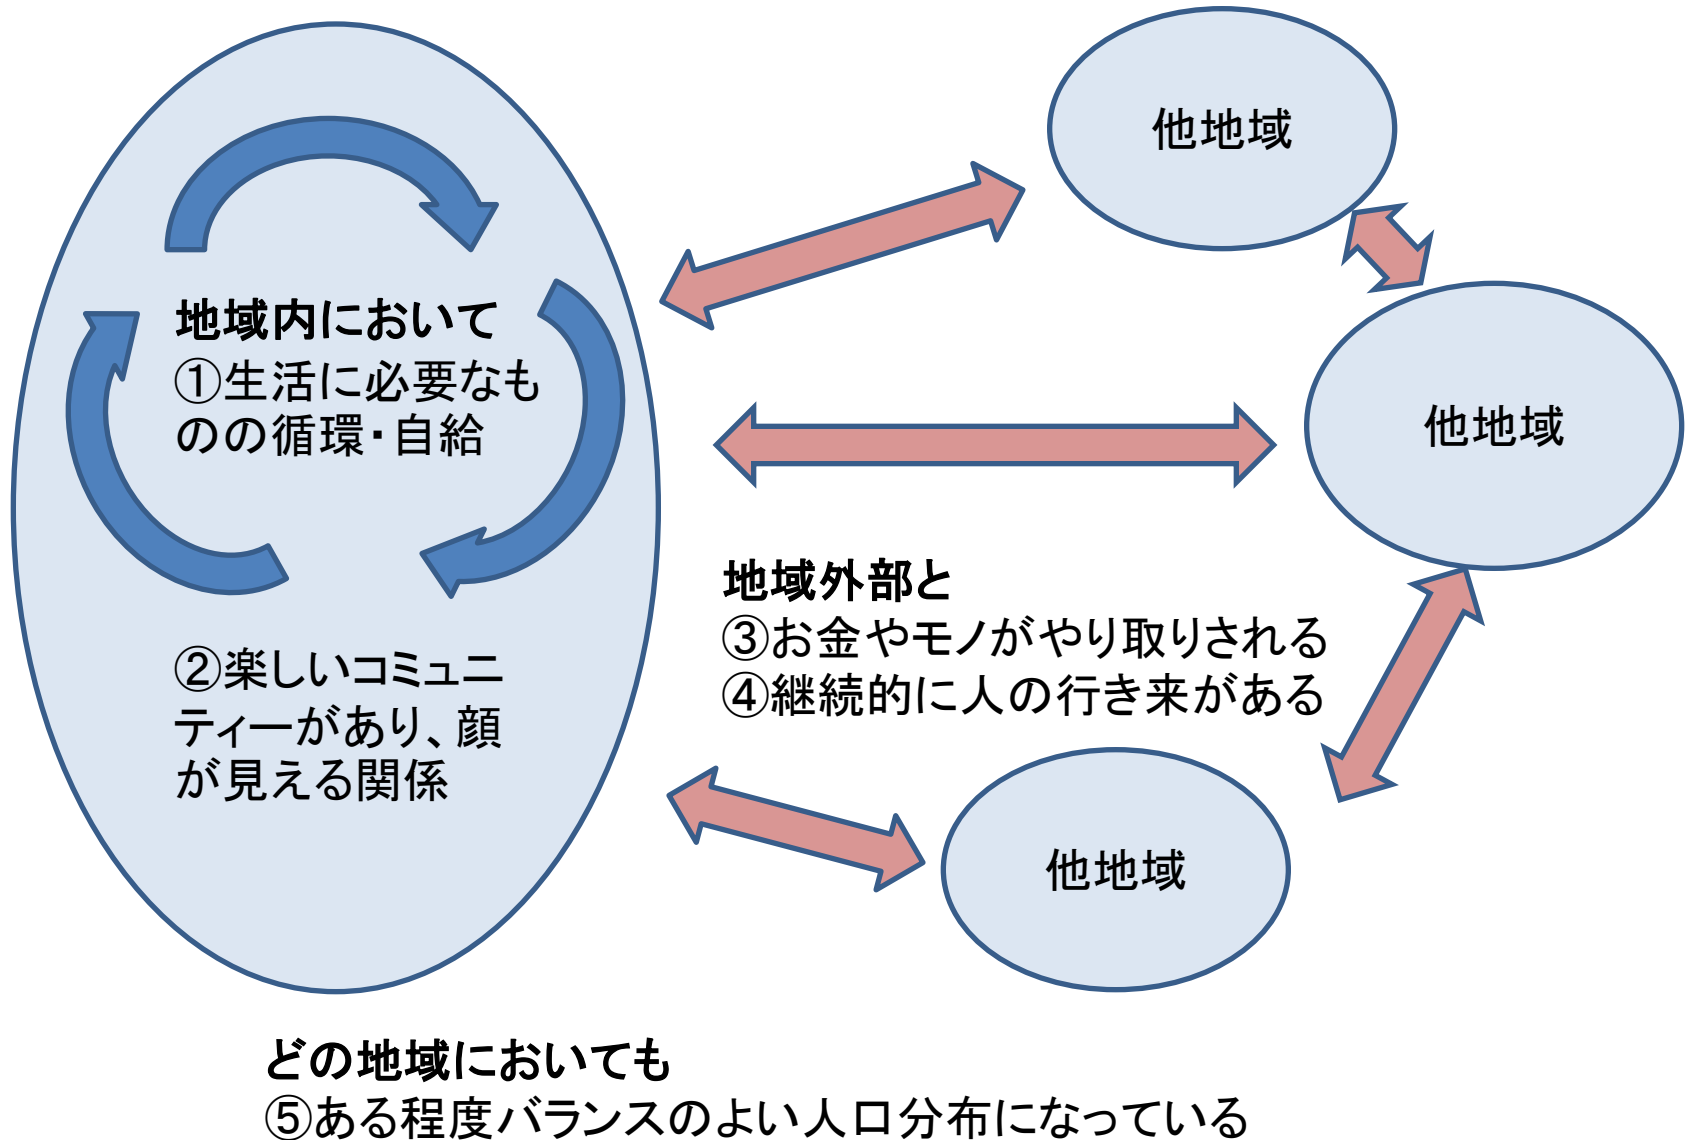 他地域
地域内において
①生活に必要なも
のの循環・自給
他地域
地域外部と
③お金やモノがやり取りされる
④継続的に人の行き来がある
②楽しいコミュニ
ティーがあり、顔
が見える関係
他地域
どの地域においても
⑤ある程度バランスのよい人口分布になっている